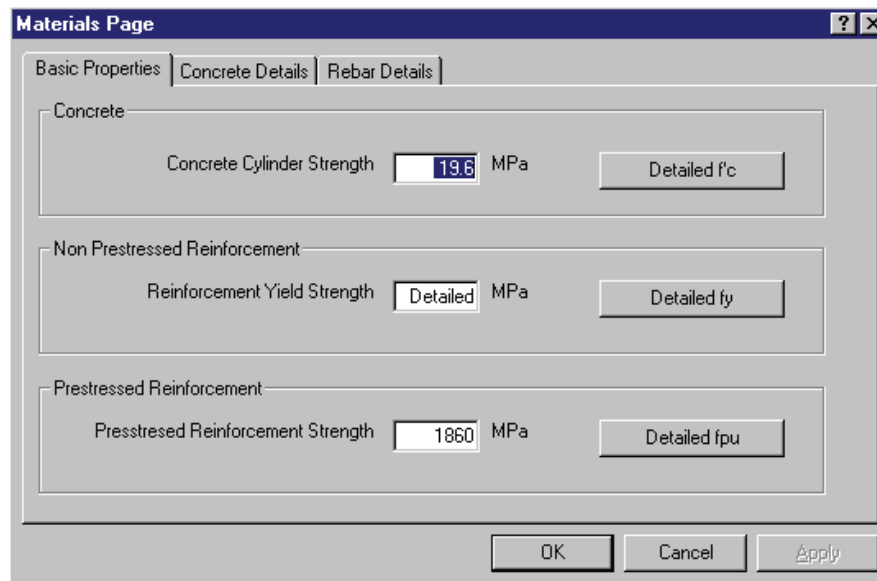 Materials Page
Basic Properties Concrete Details Rebar Details
Concrete
Concrete Cylinder Strength 19.6 MPa Detailed f'c
Non Prestressed Reinforcement
Reinforcement Yield Strength Detailed MPa Detailed fy
Prestressed Reinforcement
Presstresed Reinforcement Strength 1860 MPa Detailed fpu
OK Cancel Apply